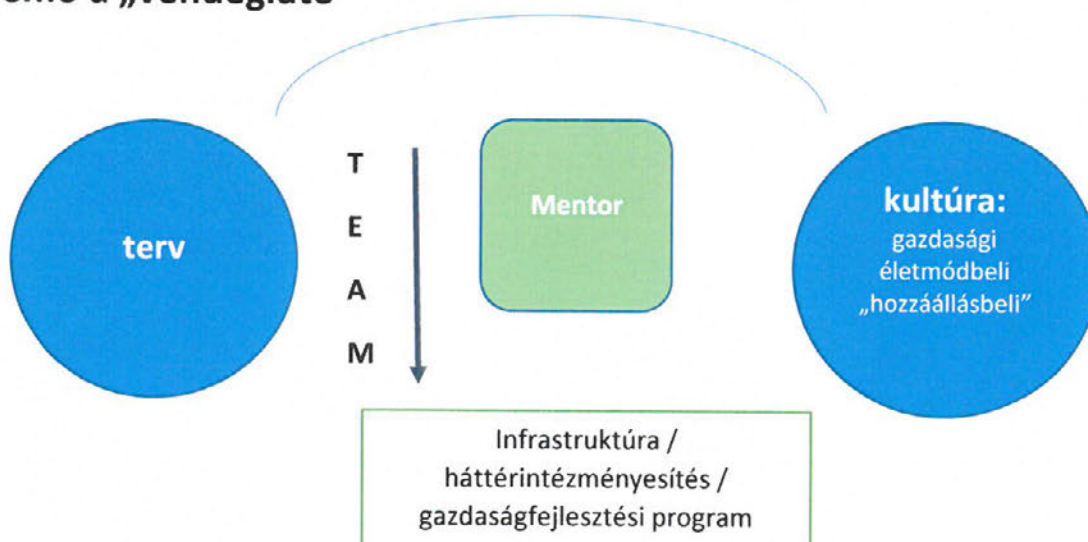 terv
T
E
A
M
Mentor
kultúra:
gazdasági
életmódbeli
„hozzáállásbeli”
Infrastruktúra /
háttérintézményesítés /
gazdaságfejlesztési program